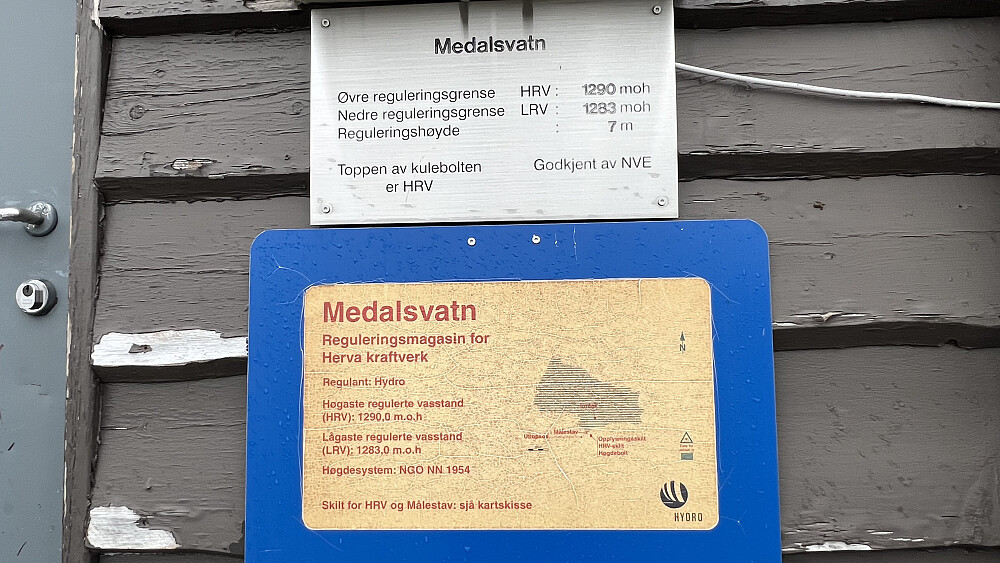 Medalsvatn
Øvre reguleringsgrense HRV : 1290 moh
Nedre reguleringsgrense LRV : 1283 moh
Reguleringshøyde : 7 m
Toppen av kulebolten Godkjent av NVE
er HRV
Medalsvatn
Reguleringsmagasin for
Herva kraftverk
Regulant: Hydro
Høgaste regulerte vasstand
(HRV): 1290,0 m.o.h
Lågaste regulerte vasstand
(LRV): 1283,0 m.o.h
Høgdesystem: NGO NN 1954
Skilt for HRV og Målestav: sjå kartskisse
N
Målestav
Opplysningsskilt
HRV-skilt
Høgdebolt
HYDRO